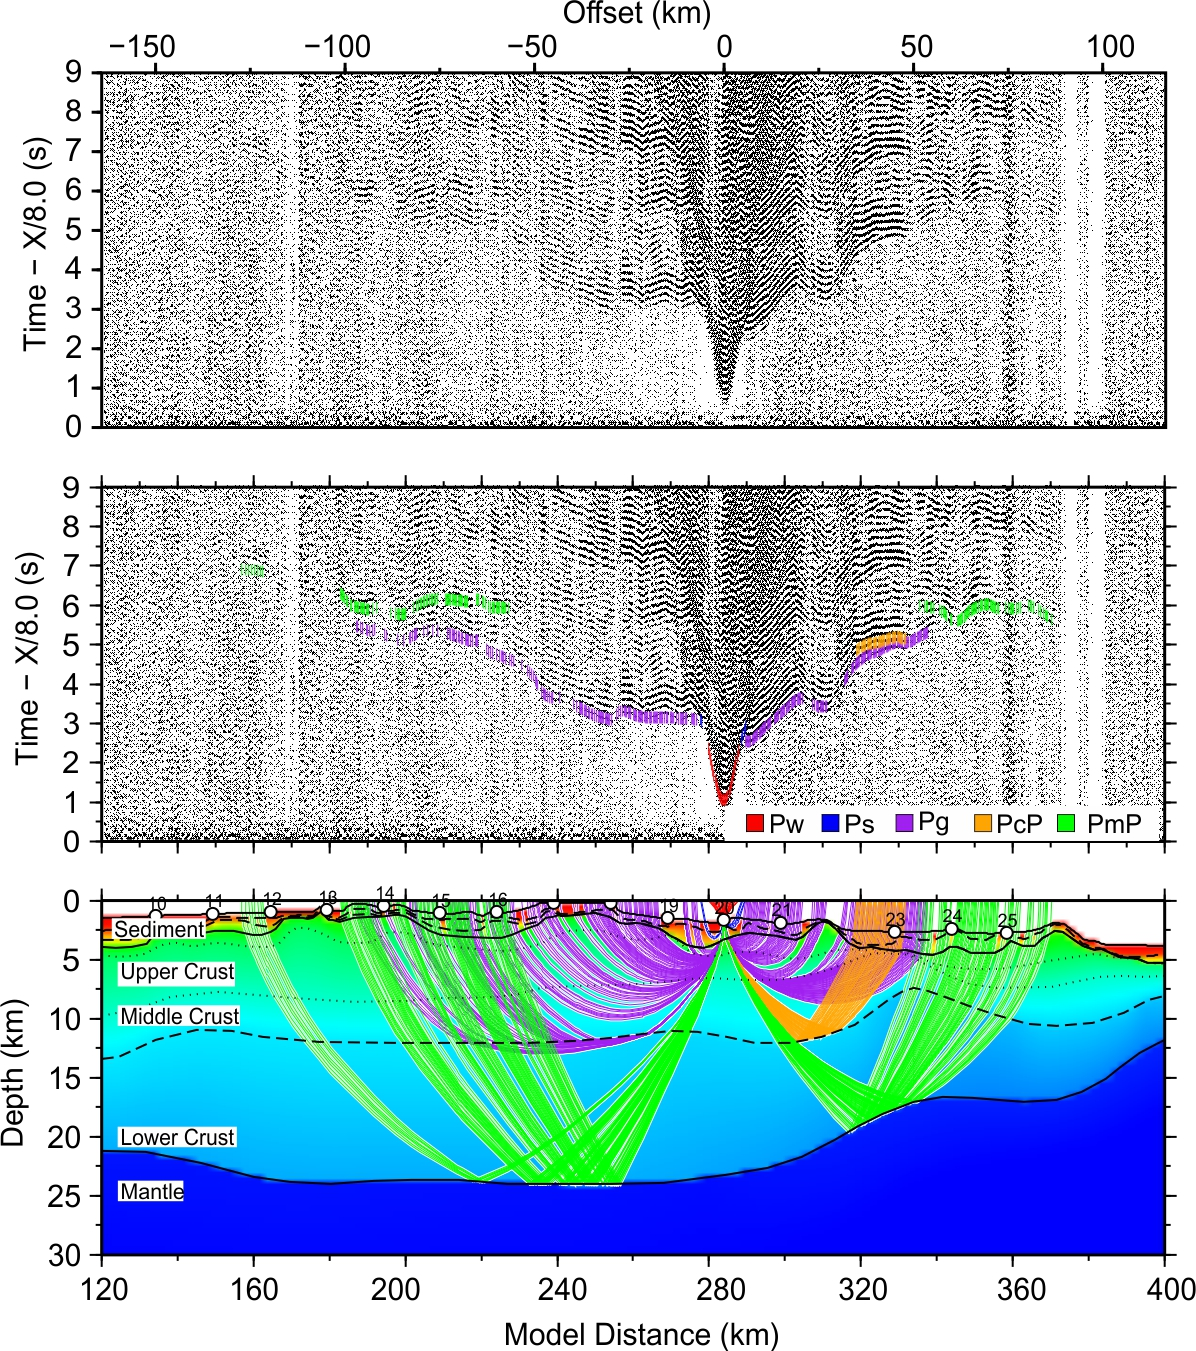 Offset (km)
−150 −100 −50 0 50 100
9
8
7
6
5
4
3
2
1
0
Time − X/8.0 (s)
9
8
7
6
5
4
3
2
1
0
Time − X/8.0 (s)
Pw Ps Pg PcP PmP
0
5
10
15
20
25
30
Depth (km)
10 11 12 13 14 15 16 19 20 21 23 24 25
Sediment
Upper Crust
Middle Crust
Lower Crust
Mantle
120 160 200 240 280 320 360 400
Model Distance (km)